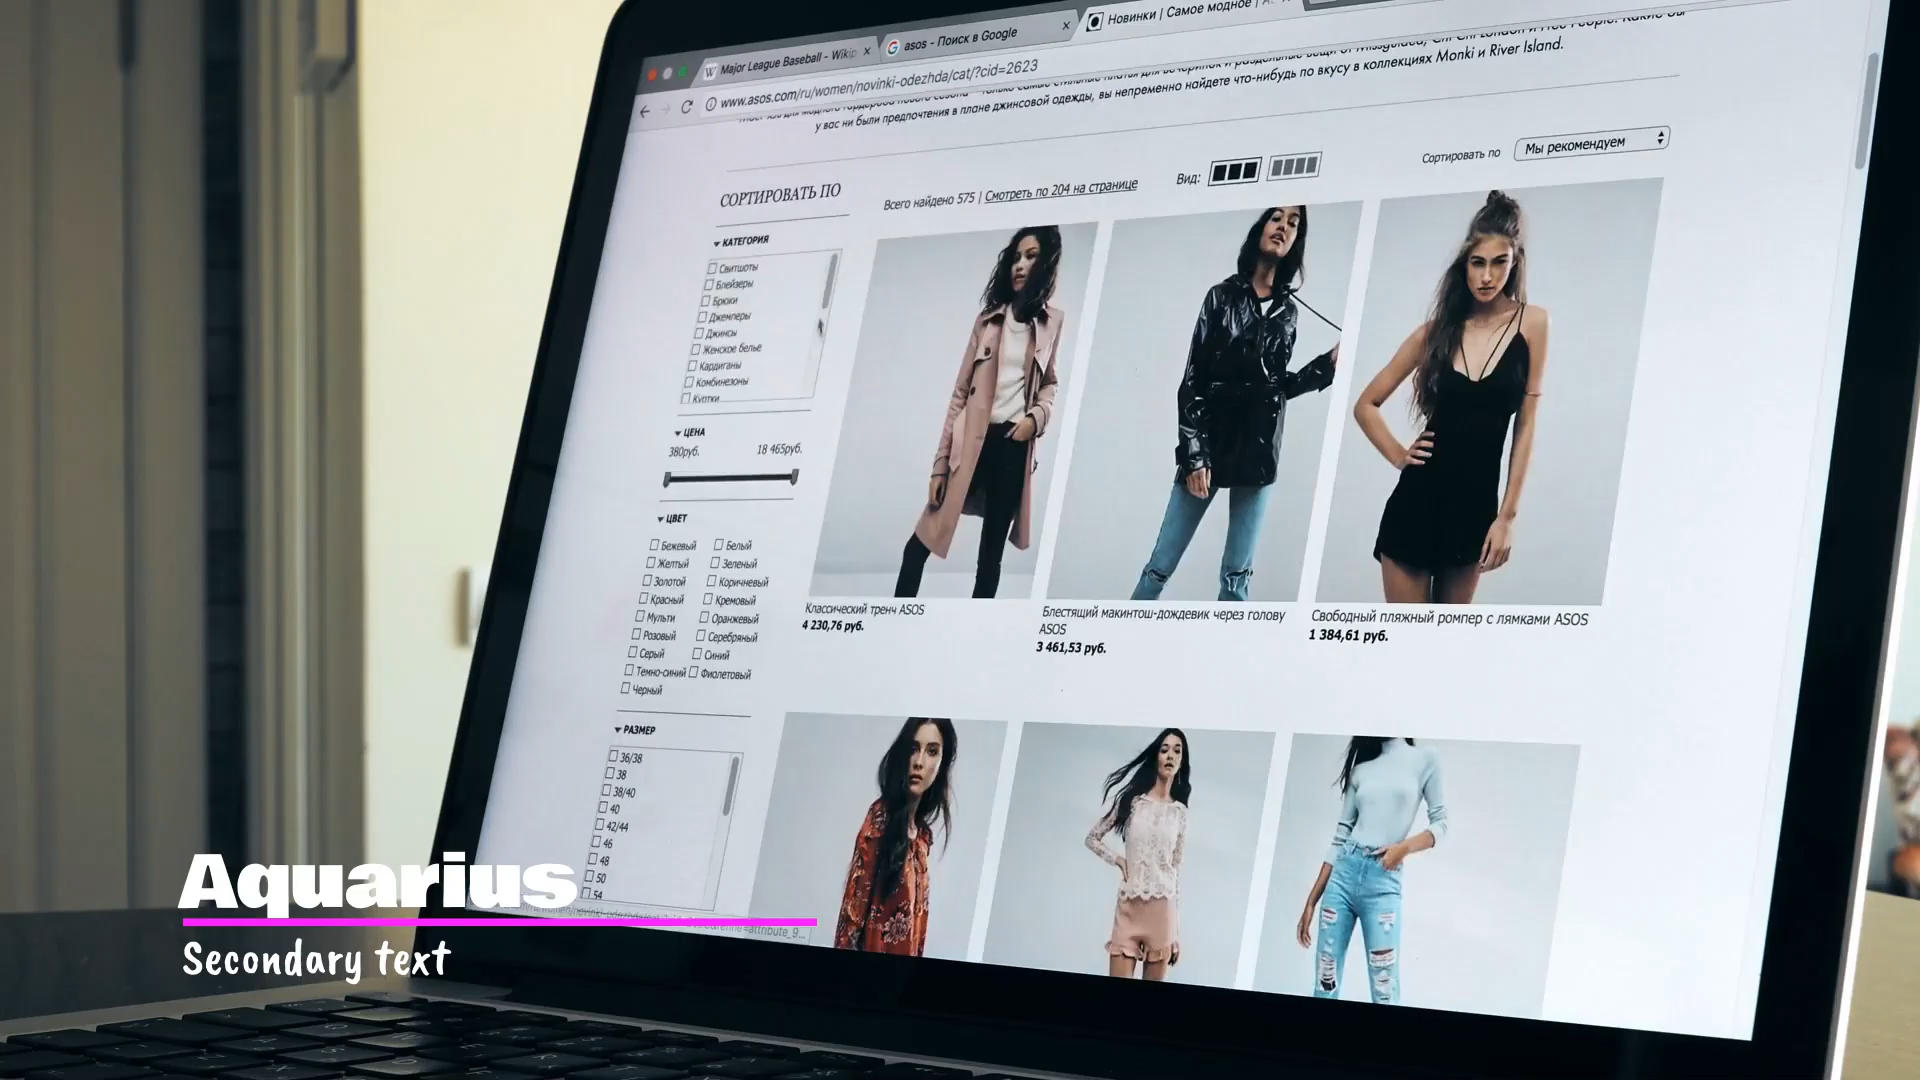 Major League Baseball - Wikip
asos - Поиск в Google
Новинки | Самое модное |
www.asos.com/ru/women/novinki-odezhda/cat/?cid=2623
у вас ни были предпочтения в плане джинсовой одежды, вы непременно найдете что-нибудь по вкусу в коллекциях Monki и River Island.
СОРТИРОВАТЬ ПО
Всего найдено 575 | Смотреть по 204 на странице
Вид:
Сортировать по
Мы рекомендуем
КАТЕГОРИЯ
Свитшоты
Блейзеры
Брюки
Джемперы
Джинсы
Женское белье
Кардиганы
Комбинезоны
Куртки
ЦЕНА
380руб. 18 465руб.
ЦВЕТ
Бежевый Белый
Желтый Зеленый
Золотой Коричневый
Красный Кремовый
Мульти Оранжевый
Розовый Серебряный
Серый Синий
Темно-синий Фиолетовый
Черный
РАЗМЕР
36/38
38
38/40
40
42/44
46
48
50
54
Классический тренч ASOS
4 230,76 руб.
Блестящий макинтош-дождевик через голову
ASOS
3 461,53 руб.
Свободный пляжный ромпер с лямками ASOS
1 384,61 руб.
Aquarius
Secondary text